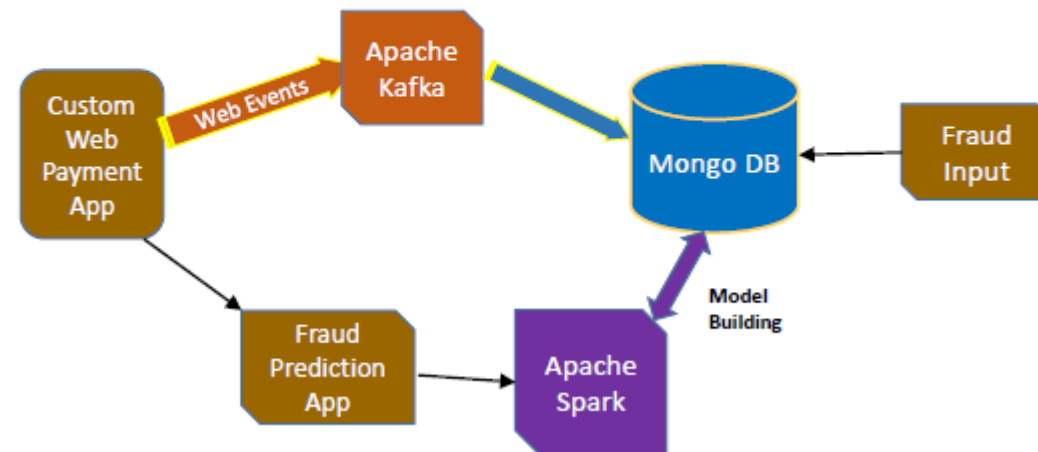 Custom
Web
Payment
App
Web Events
Apache
Kafka
Mongo DB
Fraud
Input
Model
Building
Fraud
Prediction
App
Apache
Spark